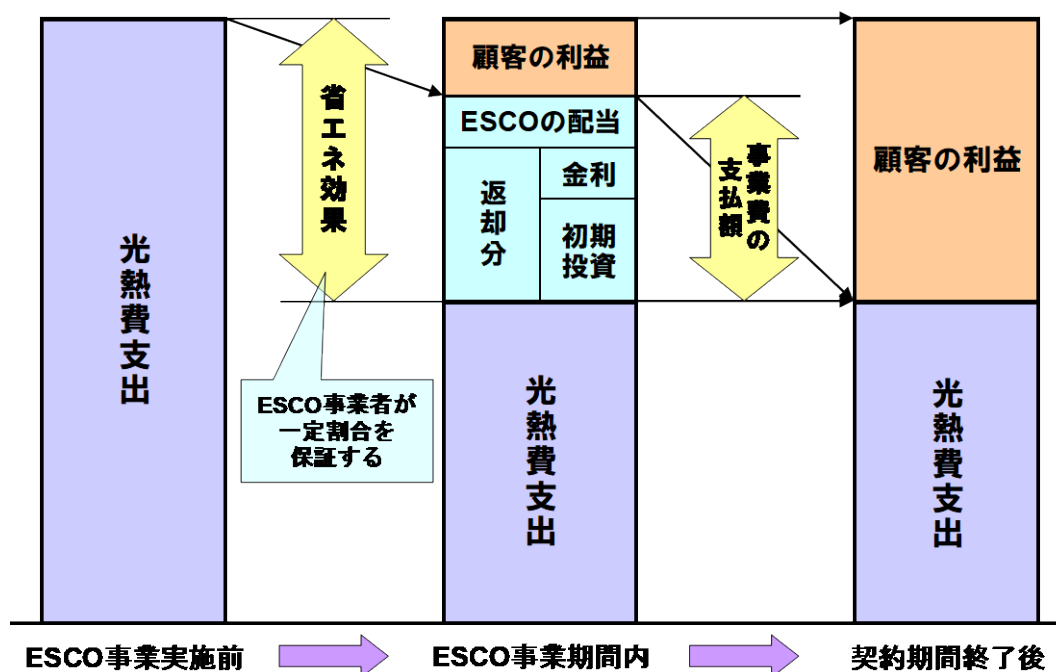 光熱費支出
省エネ効果
ESCO事業者が
一定割合を
保証する
顧客の利益
ESCOの配当
返却分
金利
初期
投資
光熱費支出
事業費の
支払額
顧客の利益
光熱費支出
ESCO事業実施前
ESCO事業期間内
契約期間終了後